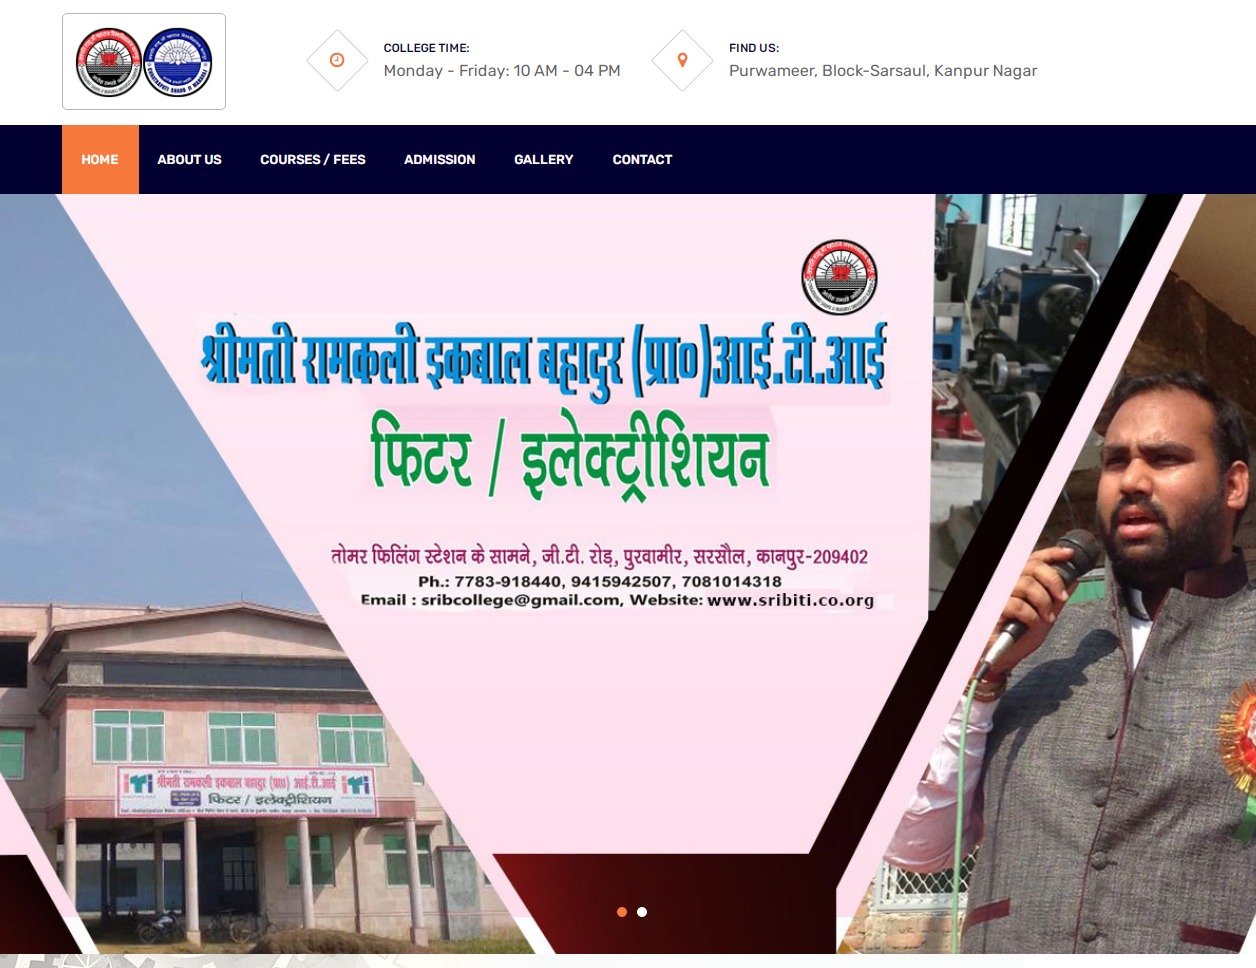 COLLEGE TIME:
Monday - Friday: 10 AM - 04 PM
FIND US:
Purwameer, Block-Sarsaul, Kanpur Nagar
HOME
ABOUT US
COURSES / FEES
ADMISSION
GALLERY
CONTACT
श्रीमती रामकली इकबाल बहादुर (प्रा०)आई.टी.आई
फिटर / इलेक्ट्रीशियन
तोमर फिलिंग स्टेशन के सामने, जी.टी. रोड़, पुरवामीर, सरसौल, कानपुर-209402
Ph.: 7783-918440, 9415942507, 7081014318
Email : sribcollege@gmail.com, Website: www.sribiti.co.org
iTi श्रीमती रामकली इकबाल बहादुर (प्रा०) आई.टी.आई iTi
फिटर / इलेक्ट्रीशियन